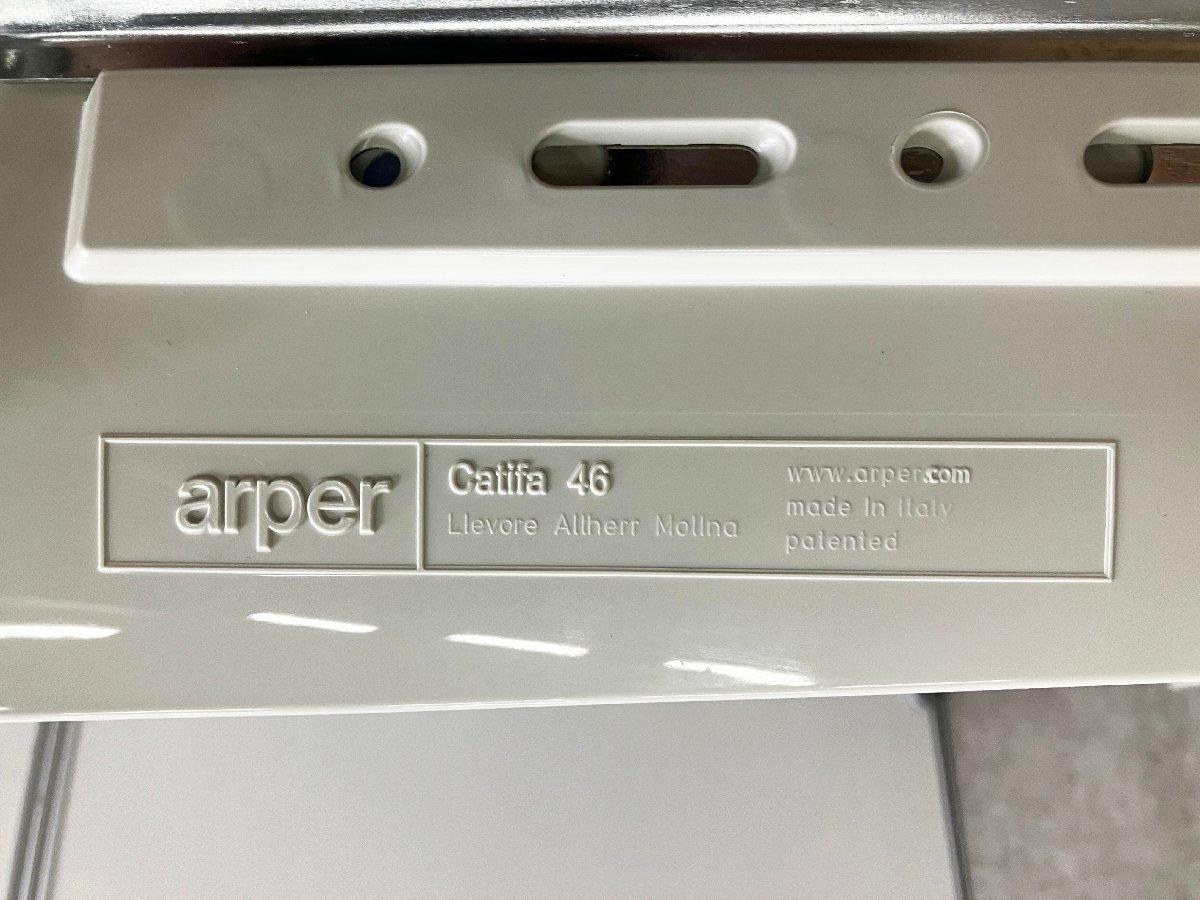 arper
Catifa 46
Llevore Altherr Molina
www.arper.com
made in Italy
patented